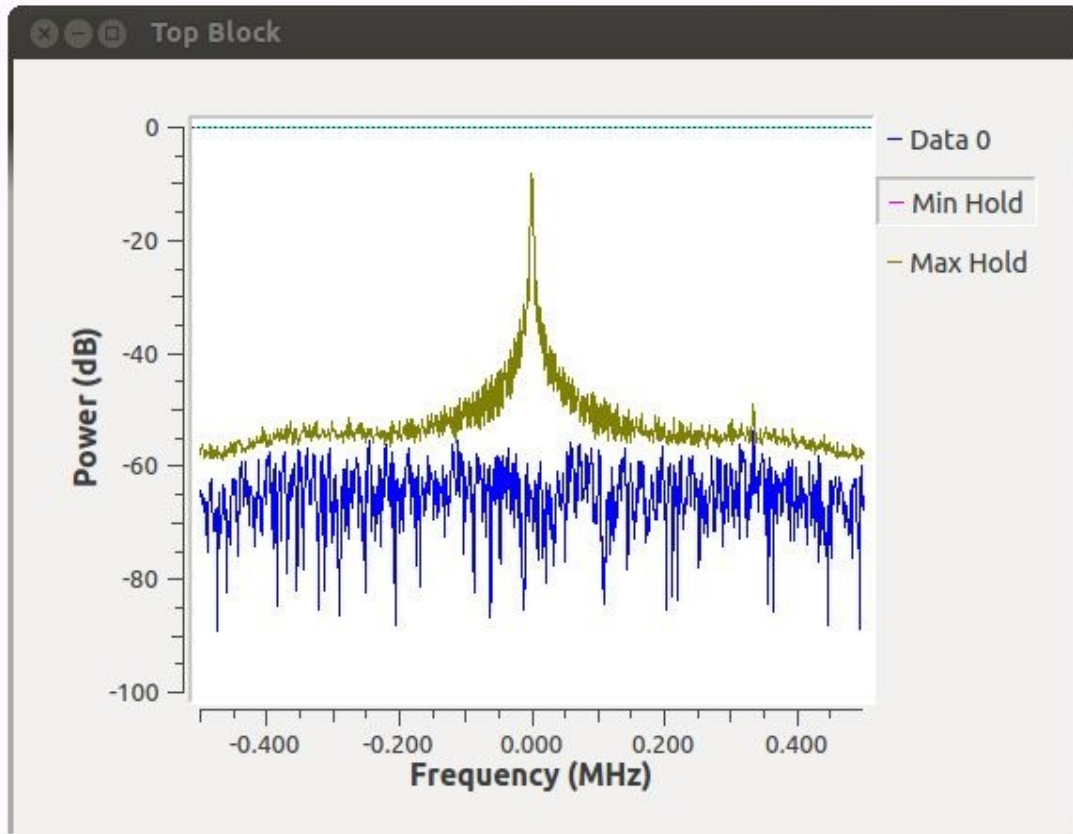 Top Block
0
-20
-40
-60
-80
-100
Power (dB)
-0.400 -0.200 0.000 0.200 0.400
Frequency (MHz)
Data 0
Min Hold
Max Hold